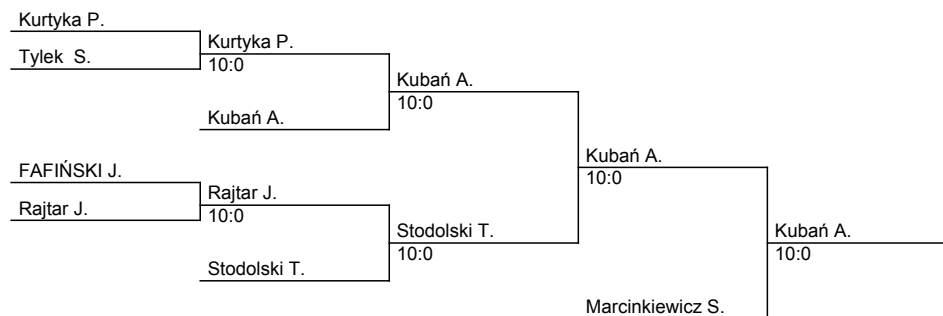 Kurtyka P.
Kurtyka P.
Tylek S.
10:0
Kubań A.
10:0
Kubań A.
Kubań A.
10:0
FAFIŃSKI J.
Rajtar J.
Rajtar J.
10:0
Stodolski T.
10:0
Kubań A.
10:0
Stodolski T.
Marcinkiewicz S.